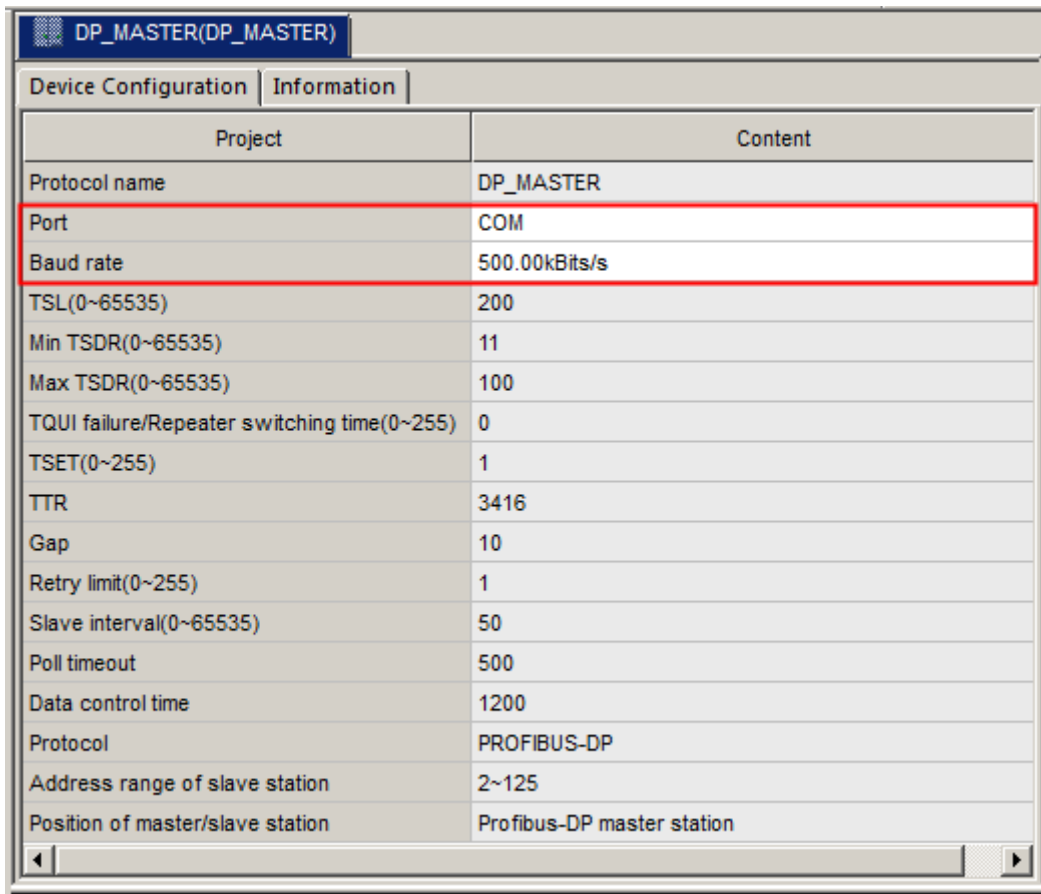 DP_MASTER(DP_MASTER)
Device Configuration Information
Project Content
Protocol name DP_MASTER
Port COM
Baud rate 500.00kBits/s
TSL(0~65535) 200
Min TSDR(0~65535) 11
Max TSDR(0~65535) 100
TQUI failure/Repeater switching time(0~255) 0
TSET(0~255) 1
TTR 3416
Gap 10
Retry limit(0~255) 1
Slave interval(0~65535) 50
Poll timeout 500
Data control time 1200
Protocol PROFIBUS-DP
Address range of slave station 2~125
Position of master/slave station Profibus-DP master station